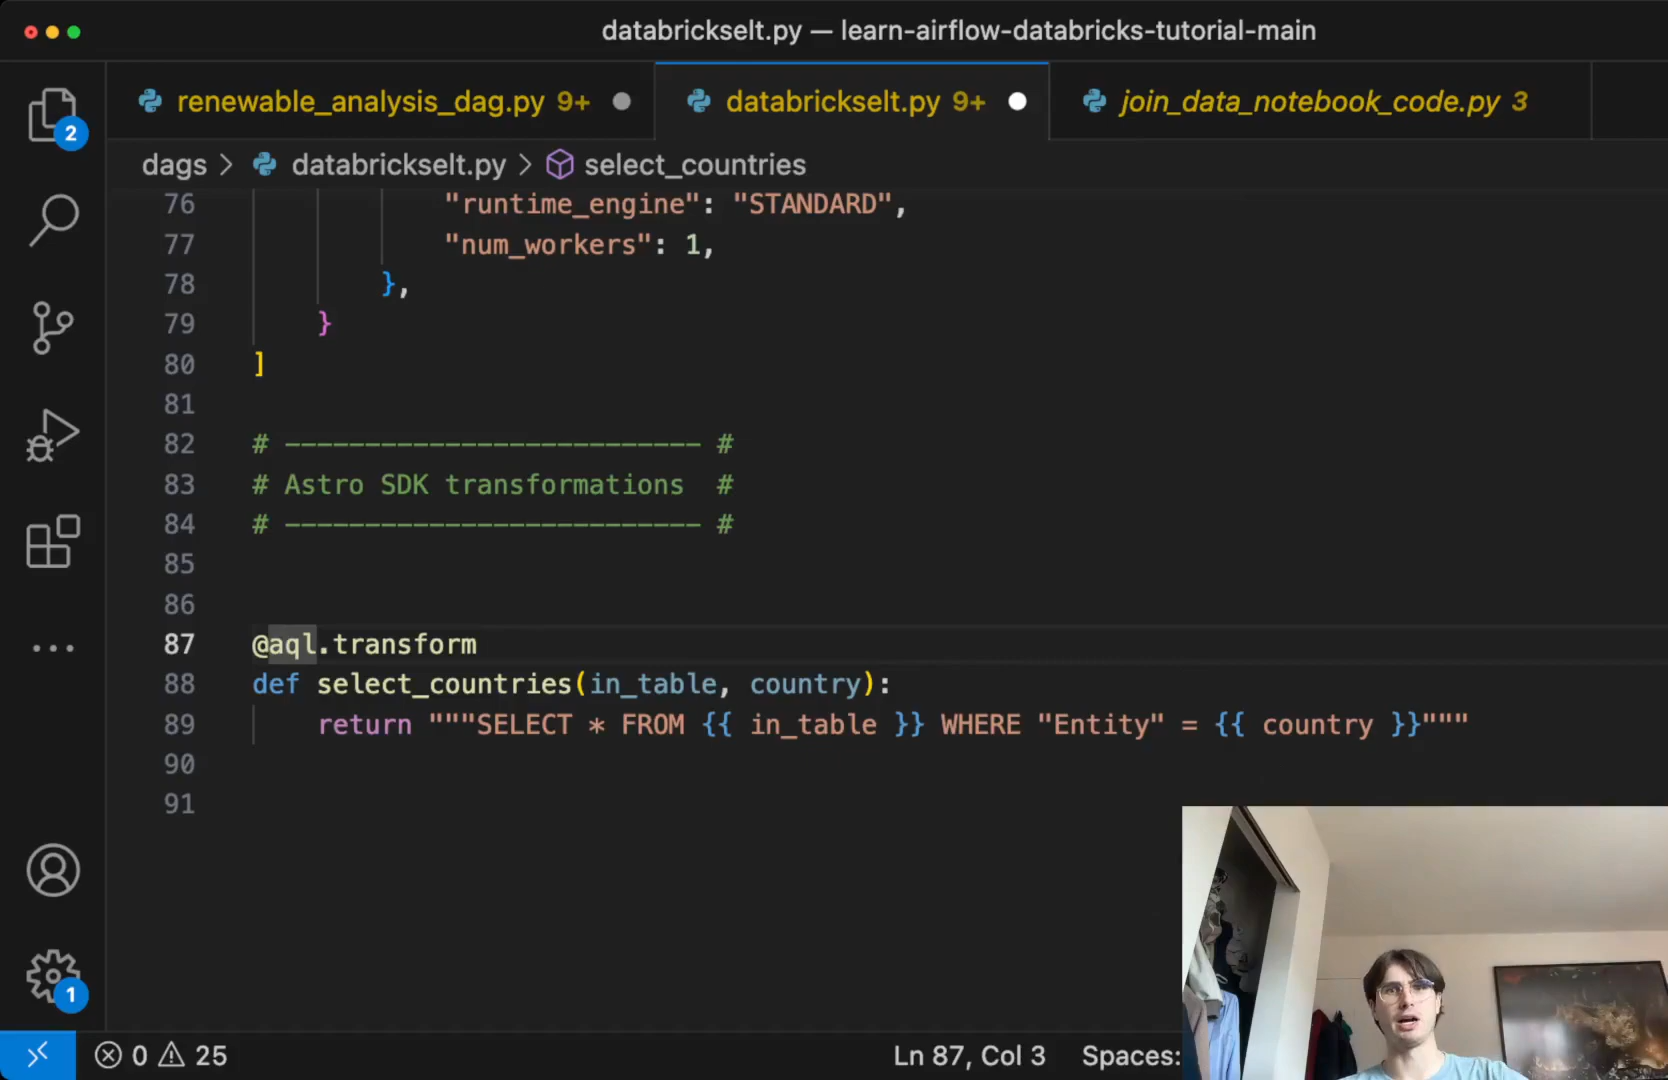 databrickselt.py — learn-airflow-databricks-tutorial-main
renewable_analysis_dag.py 9+
databrickselt.py 9+
join_data_notebook_code.py 3
dags > databrickselt.py > select_countries
76 "runtime_engine": "STANDARD",
77 "num_workers": 1,
78 },
79 }
80 ]
81
82 # -------------------------- #
83 # Astro SDK transformations #
84 # -------------------------- #
85
86
87 @aql.transform
88 def select_countries(in_table, country):
89 return """SELECT * FROM {{ in_table }} WHERE "Entity" = {{ country }}"""
90
91
2
1
0 25
Ln 87, Col 3 Spaces: